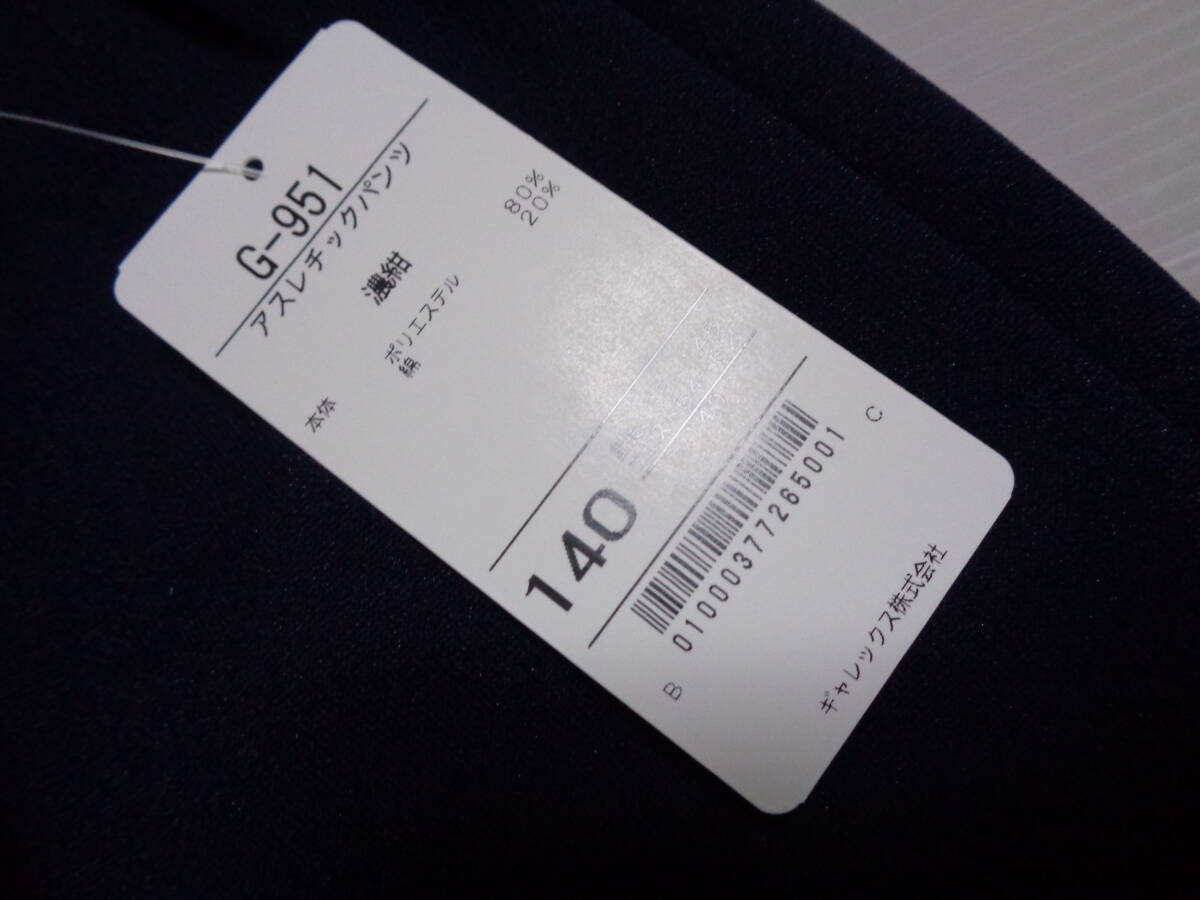 G-951
アスレチックパンツ
濃紺
本体 ポリエステル 80%
綿 20%
140
01000377265001
B C
ギャレックス株式会社